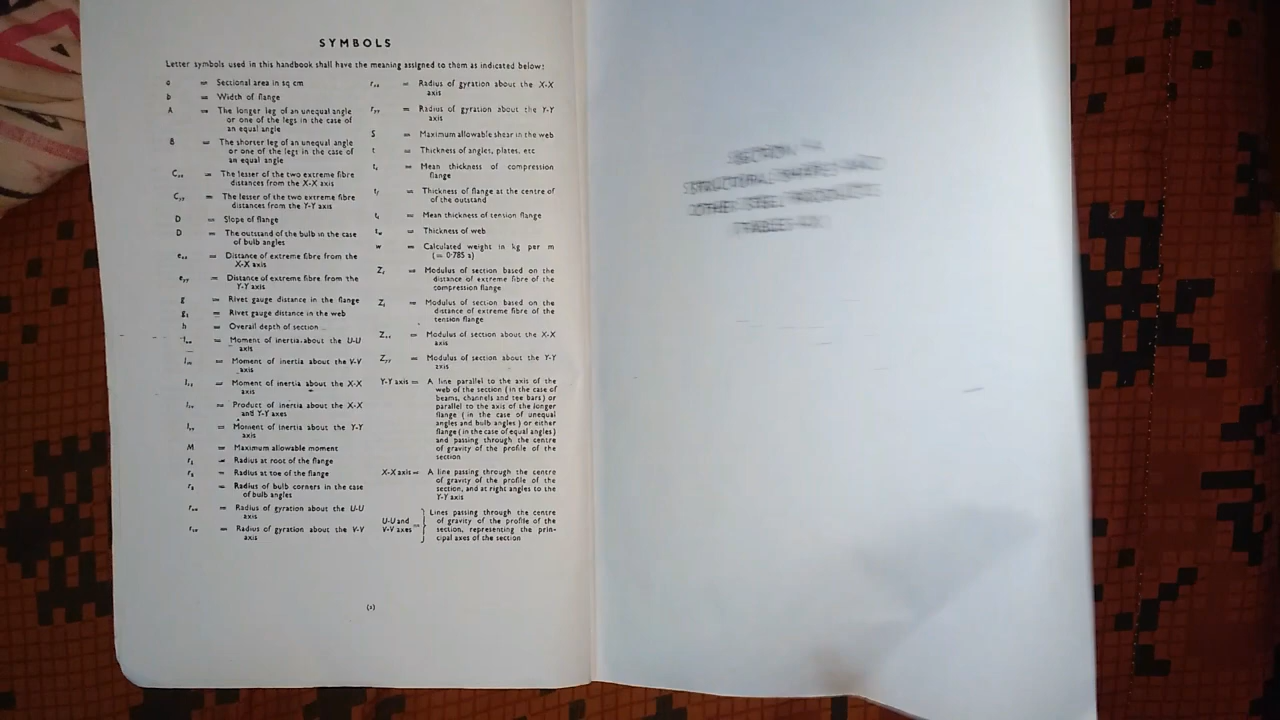 SYMBOLS
Letter symbols used in this handbook shall have the meaning assigned to them as indicated below:
a = Sectional area in sq cm
b = Width of flange
A = The longer leg of an unequal angle
or one of the legs in the case of
an equal angle
B = The shorter leg of an unequal angle
or one of the legs in the case of
an equal angle
Cxx = The lesser of the two extreme fibre
distances from the X-X axis
Cyy = The lesser of the two extreme fibre
distances from the Y-Y axis
D = Slope of flange
D = The outstand of the bulb in the case
of bulb angles
exx = Distance of extreme fibre from the
X-X axis
eyy = Distance of extreme fibre from the
Y-Y axis
g = Rivet gauge distance in the flange
g1 = Rivet gauge distance in the web
h = Overall depth of section
Iuu = Moment of inertia about the U-U
axis
Ivv = Moment of inertia about the V-V
axis
Ixx = Moment of inertia about the X-X
axis
Ixy = Product of inertia about the X-X
and Y-Y axes
Iyy = Moment of inertia about the Y-Y
axis
M = Maximum allowable moment
r1 = Radius at root of the flange
r2 = Radius at toe of the flange
r3 = Radius of bulb corners in the case
of bulb angles
ruu = Radius of gyration about the U-U
axis
rvv = Radius of gyration about the V-V
axis
rxx = Radius of gyration about the X-X
axis
ryy = Radius of gyration about the Y-Y
axis
S = Maximum allowable shear in the web
t = Thickness of angles, plates, etc
tc = Mean thickness of compression
flange
tf = Thickness of flange at the centre of
the outstand
tt = Mean thickness of tension flange
tw = Thickness of web
w = Calculated weight in kg per m
(= 0·785 a)
Zc = Modulus of section based on the
distance of extreme fibre of the
compression flange
Zt = Modulus of section based on the
distance of extreme fibre of the
tension flange
Zxx = Modulus of section about the X-X
axis
Zyy = Modulus of section about the Y-Y
axis
Y-Y axis = A line parallel to the axis of the
web of the section (in the case of
beams, channels and tee bars) or
parallel to the axis of the longer
flange (in the case of unequal
angles and bulb angles) or either
flange (in the case of equal angles)
and passing through the centre
of gravity of the profile of the
section
X-X axis = A line passing through the centre
of gravity of the profile of the
section, and at right angles to the
Y-Y axis
U-U and V-V axes = Lines passing through the centre
of gravity of the profile of the
section, representing the prin-
cipal axes of the section
(x)